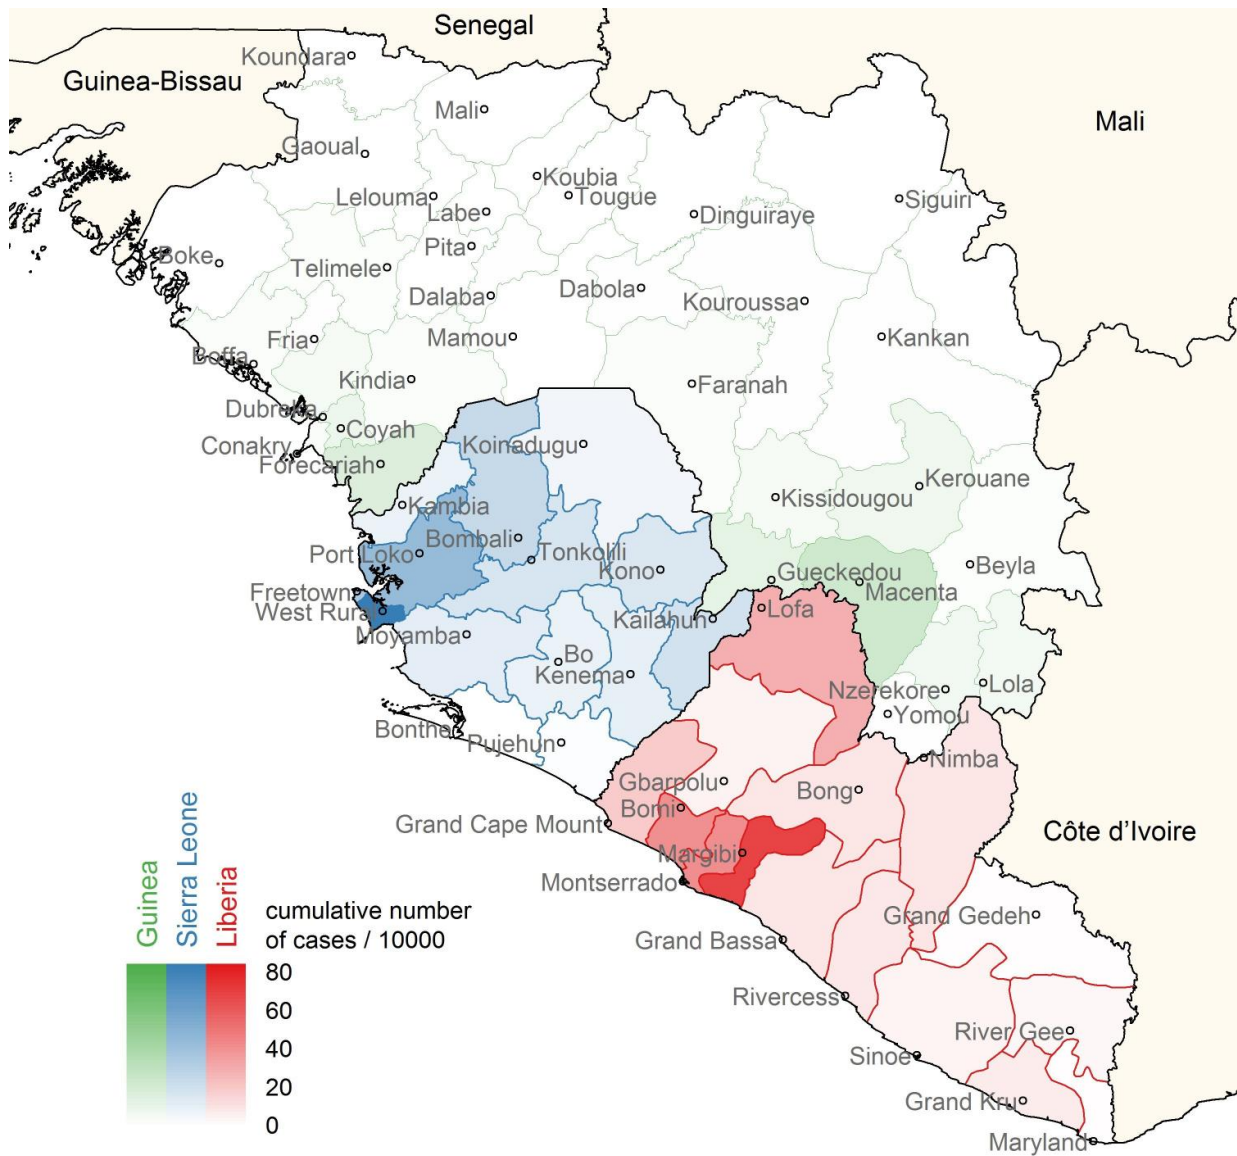 Senegal
Koundara
Guinea-Bissau
Mali
Mali
Gaoual
Koubia
Lelouma
Tougue
Siguiri
Labe
Dinguiraye
Pita
Boke
Telimele
Dalaba
Dabola
Kouroussa
Fria
Mamou
Kankan
Boffa
Kindia
Faranah
Dubreka
Coyah
Conakry
Koinadugu
Forecariah
Kerouane
Kissidougou
Kambia
Bombali
Port Loko
Tonkolili
Kono
Beyla
Gueckedou
Macenta
Freetown
West Rura
Lofa
Kailahun
Moyamba
Bo
Kenema
Nzerekore
Lola
Yomou
Bonthe
Pujehun
Nimba
Gbarpolu
Bong
Bomi
Grand Cape Mount
Côte d’Ivoire
Margibi
Montserrado
Grand Gedeh
Grand Bassa
Rivercess
River Gee
Sinoe
Grand Kru
Maryland
Guinea
Sierra Leone
Liberia
cumulative number
of cases / 10000
80
60
40
20
0